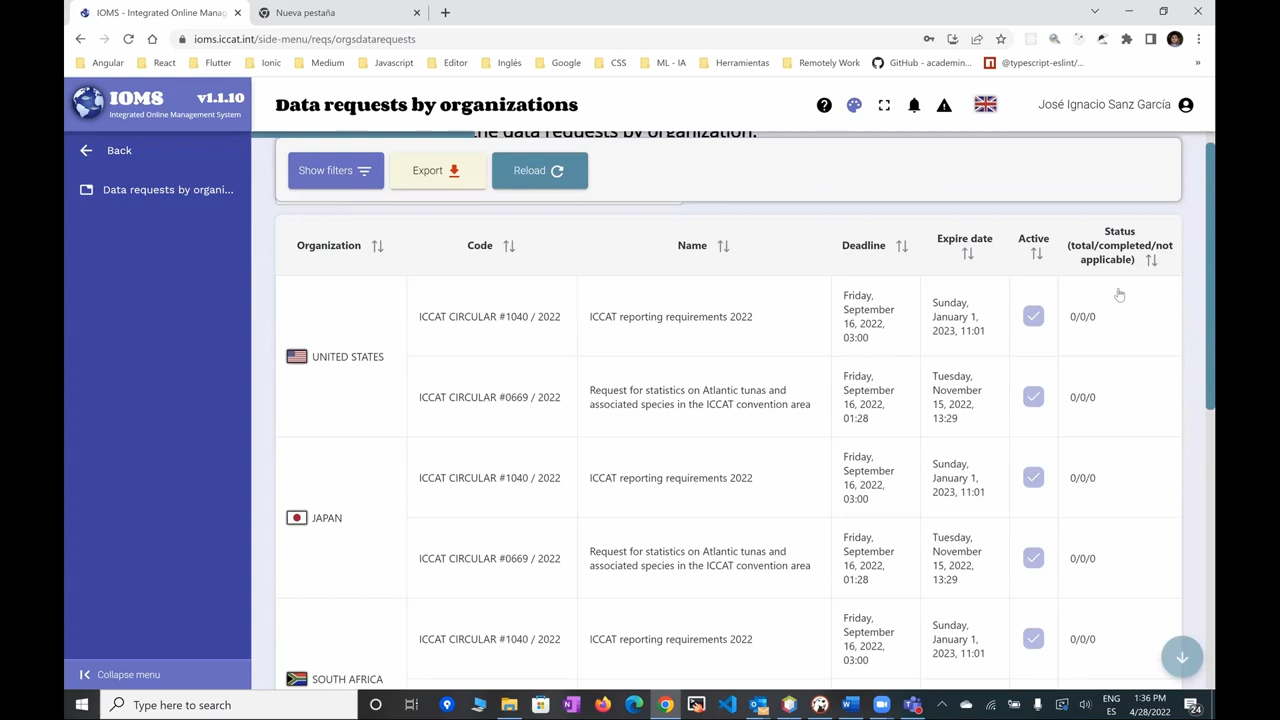 IOMS - Integrated Online Manag
Nueva pestaña
ioms.iccat.int/side-menu/reqs/orgsdatarequests
Angular
React
Flutter
Ionic
Medium
Javascript
Editor
Inglés
Google
CSS
ML - IA
Herramientas
Remotely Work
GitHub - academin...
@typescript-eslint/...
»
IOMS v1.1.10
Integrated Online Management System
Data requests by organizations
José Ignacio Sanz García
Back
Data requests by organi...
the data requests by organization.
Show filters
Export
Reload
Organization
Code
Name
Deadline
Expire date
Active
Status
(total/completed/not
applicable)
UNITED STATES
ICCAT CIRCULAR #1040 / 2022
ICCAT reporting requirements 2022
Friday,
September
16, 2022,
03:00
Sunday,
January 1,
2023, 11:01
0/0/0
ICCAT CIRCULAR #0669 / 2022
Request for statistics on Atlantic tunas and
associated species in the ICCAT convention area
Friday,
September
16, 2022,
01:28
Tuesday,
November
15, 2022,
13:29
0/0/0
JAPAN
ICCAT CIRCULAR #1040 / 2022
ICCAT reporting requirements 2022
Friday,
September
16, 2022,
03:00
Sunday,
January 1,
2023, 11:01
0/0/0
ICCAT CIRCULAR #0669 / 2022
Request for statistics on Atlantic tunas and
associated species in the ICCAT convention area
Friday,
September
16, 2022,
01:28
Tuesday,
November
15, 2022,
13:29
0/0/0
SOUTH AFRICA
ICCAT CIRCULAR #1040 / 2022
ICCAT reporting requirements 2022
Friday,
September
16, 2022,
03:00
Sunday,
January 1,
2023, 11:01
0/0/0
Collapse menu
Type here to search
ENG
ES
1:36 PM
4/28/2022
24